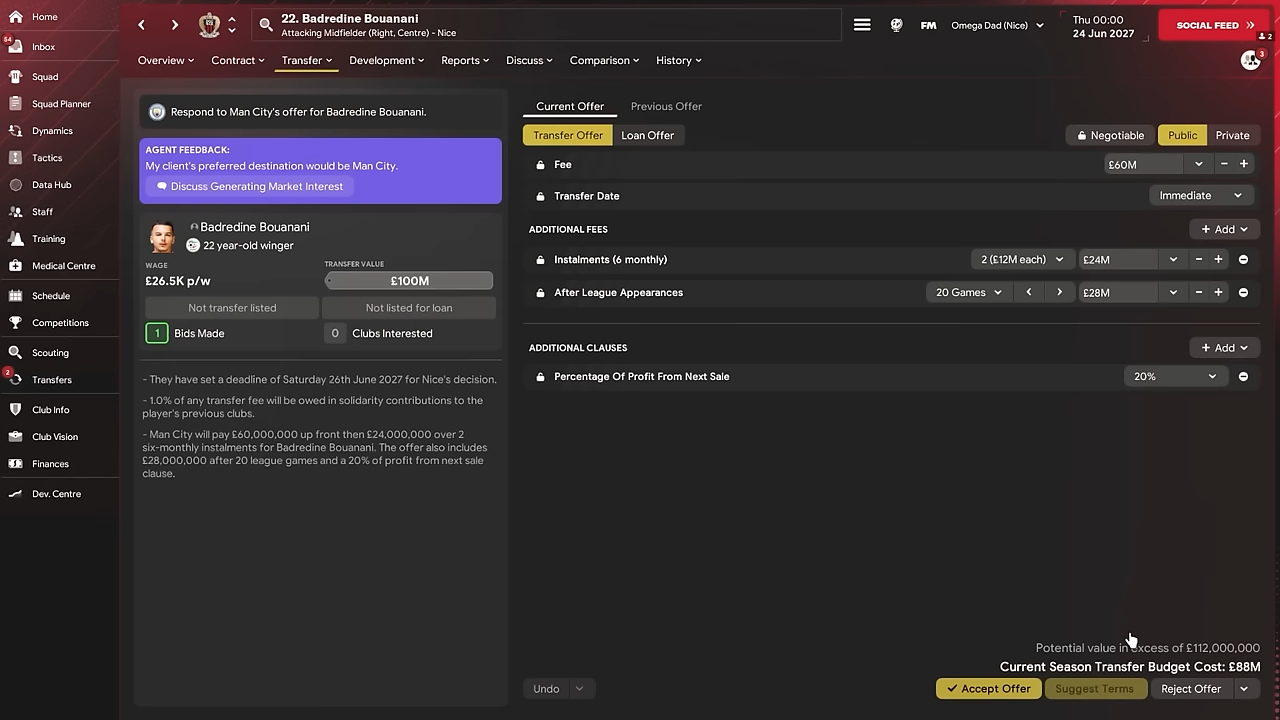 Home
54
Inbox
Squad
Squad Planner
Dynamics
Tactics
Data Hub
Staff
Training
Medical Centre
Schedule
Competitions
Scouting
2
Transfers
Club Info
Club Vision
Finances
Dev. Centre
22. Badredine Bouanani
Attacking Midfielder (Right, Centre) - Nice
FM
Omega Dad (Nice)
Thu 00:00
24 Jun 2027
SOCIAL FEED
2
Overview
Contract
Transfer
Development
Reports
Discuss
Comparison
History
3
Respond to Man City's offer for Badredine Bouanani.
AGENT FEEDBACK:
My client's preferred destination would be Man City.
Discuss Generating Market Interest
Badredine Bouanani
22 year-old winger
WAGE
£26.5K p/w
TRANSFER VALUE
£100M
Not transfer listed
Not listed for loan
1 Bids Made
0 Clubs Interested
- They have set a deadline of Saturday 26th June 2027 for Nice's decision.
- 1.0% of any transfer fee will be owed in solidarity contributions to the
player's previous clubs.
- Man City will pay £60,000,000 up front then £24,000,000 over 2
six-monthly instalments for Badredine Bouanani. The offer also includes
£28,000,000 after 20 league games and a 20% of profit from next sale
clause.
Current Offer
Previous Offer
Transfer Offer
Loan Offer
Negotiable
Public
Private
Fee
£60M
Transfer Date
Immediate
ADDITIONAL FEES
+ Add
Instalments (6 monthly)
2 (£12M each)
£24M
After League Appearances
20 Games
£28M
ADDITIONAL CLAUSES
+ Add
Percentage Of Profit From Next Sale
20%
Potential value in excess of £112,000,000
Current Season Transfer Budget Cost: £88M
Undo
Accept Offer
Suggest Terms
Reject Offer